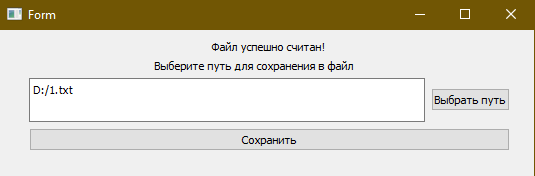 Form
Файл успешно считан!
Выберите путь для сохранения в файл
D:/1.txt
Выбрать путь
Сохранить